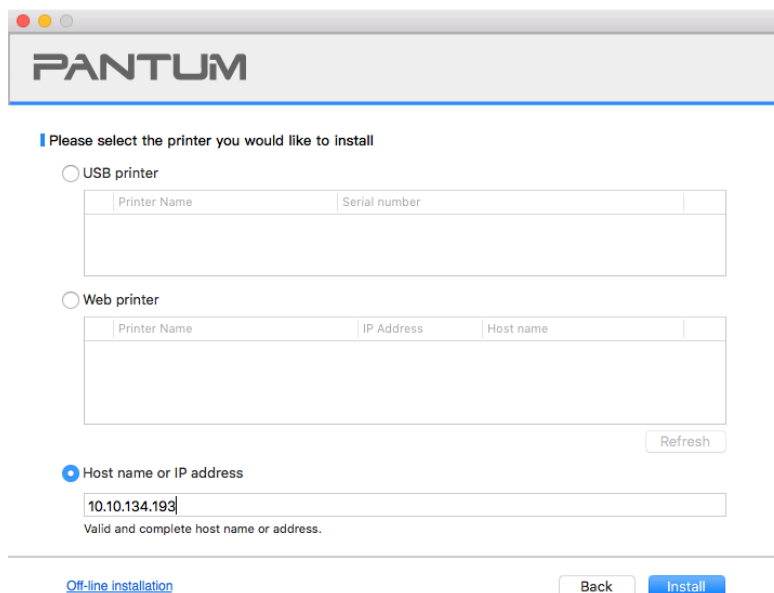 PANTUM
Please select the printer you would like to install
USB printer
Printer Name Serial number
Web printer
Printer Name IP Address Host name
Refresh
Host name or IP address
10.10.134.193
Valid and complete host name or address.
Off-line installation Back Install